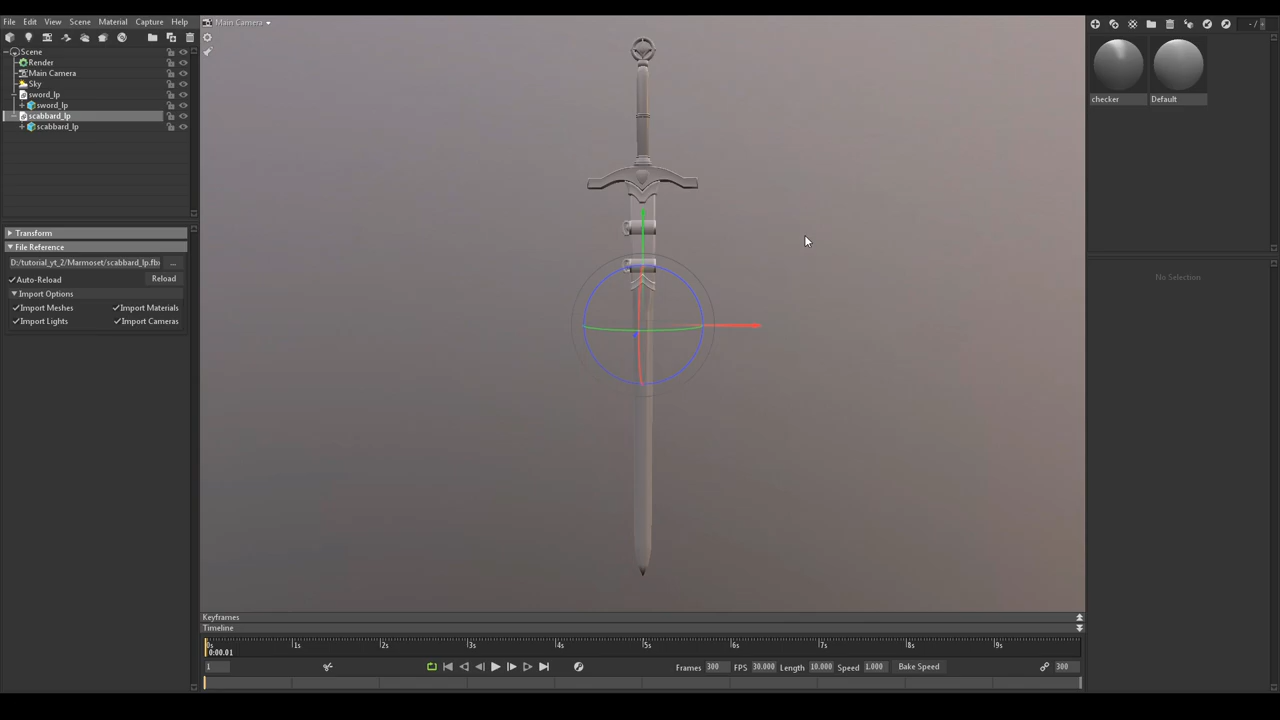 File Edit View Scene Material Capture Help
Main Camera
- /
Scene
Render
Main Camera
Sky
sword_lp
sword_lp
scabbard_lp
scabbard_lp
checker
Default
Transform
File Reference
D:/tutorial_yt_2/Marmoset/scabbard_lp.fbx
...
Auto-Reload
Reload
Import Options
Import Meshes
Import Materials
Import Lights
Import Cameras
No Selection
Keyframes
Timeline
0s 1s 2s 3s 4s 5s 6s 7s 8s 9s
0:00.01
1
Frames 300 FPS 30.000 Length 10.000 Speed 1.000 Bake Speed 300